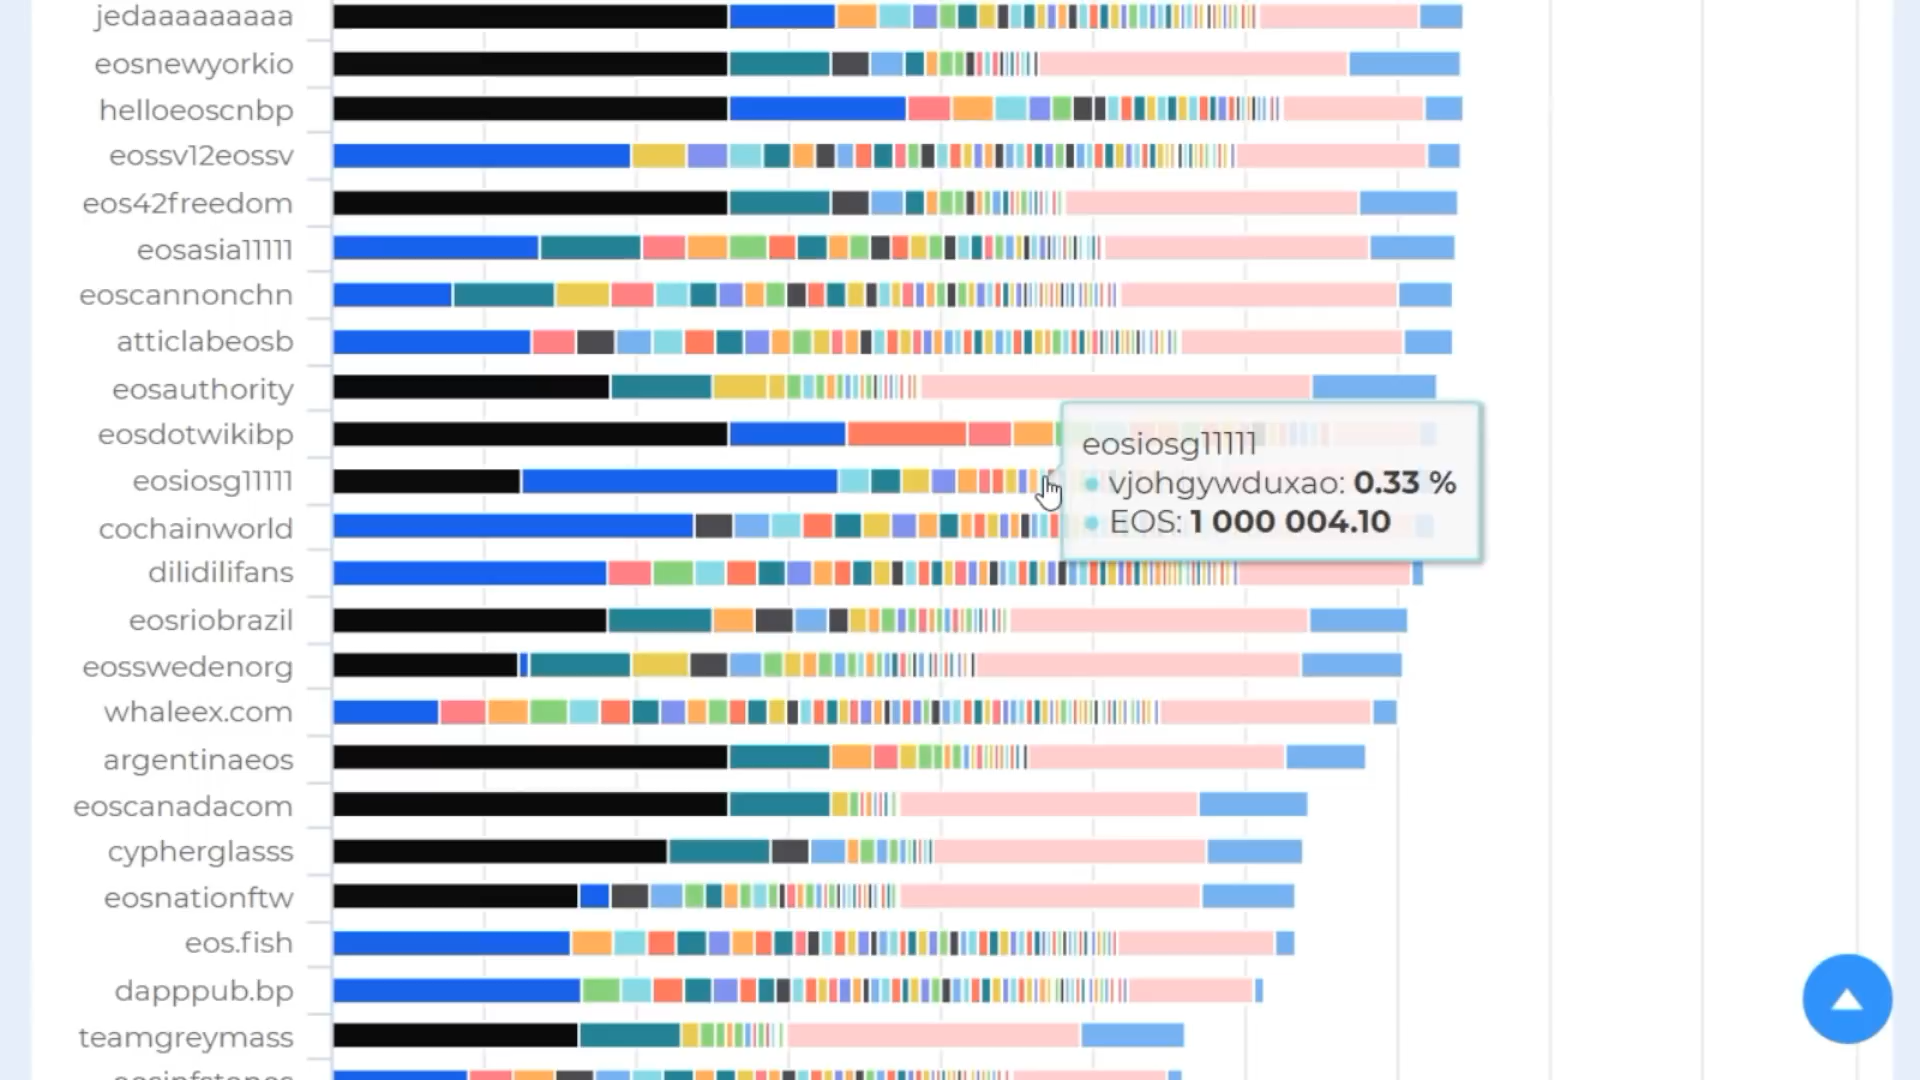 jedaaaaaaaaa
eosnewyorkio
helloeoscnbp
eossv12eossv
eos42freedom
eosasia11111
eoscannonchn
atticlabeosb
eosauthority
eosdotwikibp
eosiosg11111
eosiosg11111
vjohgywduxao: 0.33 %
EOS: 1 000 004.10
cochainworld
dilidilifans
eosriobrazil
eosswedenorg
whaleex.com
argentinaeos
eoscanadacom
cypherglasss
eosnationftw
eos.fish
dapppub.bp
teamgreymass